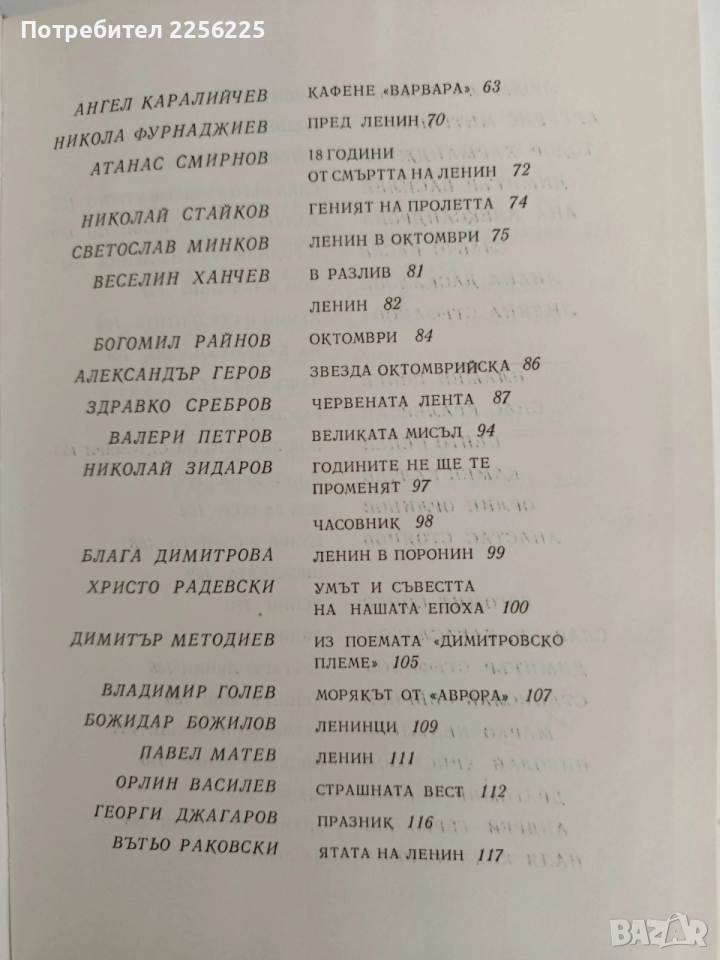 Потребител 2256225
АНГЕЛ КАРАЛИЙЧЕВ КАФЕНЕ «ВАРВАРА» 63
НИКОЛА ФУРНАДЖИЕВ ПРЕД ЛЕНИН 70
АТАНАС СМИРНОВ 18 ГОДИНИ
ОТ СМЪРТТА НА ЛЕНИН 72
НИКОЛАЙ СТАЙКОВ ГЕНИЯТ НА ПРОЛЕТТА 74
СВЕТОСЛАВ МИНКОВ ЛЕНИН В ОКТОМВРИ 75
ВЕСЕЛИН ХАНЧЕВ В РАЗЛИВ 81
ЛЕНИН 82
БОГОМИЛ РАЙНОВ ОКТОМВРИ 84
АЛЕКСАНДЪР ГЕРОВ ЗВЕЗДА ОКТОМВРИЙСКА 86
ЗДРАВКО СРЕБРОВ ЧЕРВЕНАТА ЛЕНТА 87
ВАЛЕРИ ПЕТРОВ ВЕЛИКАТА МИСЪЛ 94
НИКОЛАЙ ЗИДАРОВ ГОДИНИТЕ НЕ ЩЕ ТЕ
ПРОМЕНЯТ 97
ЧАСОВНИК 98
БЛАГА ДИМИТРОВА ЛЕНИН В ПОРОНИН 99
ХРИСТО РАДЕВСКИ УМЪТ И СЪВЕСТТА
НА НАШАТА ЕПОХА 100
ДИМИТЪР МЕТОДИЕВ ИЗ ПОЕМАТА «ДИМИТРОВСКО
ПЛЕМЕ» 105
ВЛАДИМИР ГОЛЕВ МОРЯКЪТ ОТ «АВРОРА» 107
БОЖИДАР БОЖИЛОВ ЛЕНИНЦИ 109
ПАВЕЛ МАТЕВ ЛЕНИН 111
ОРЛИН ВАСИЛЕВ СТРАШНАТА ВЕСТ 112
ГЕОРГИ ДЖАГАРОВ ПРАЗНИК 116
ВЪТЬО РАКОВСКИ ЯТАТА НА ЛЕНИН 117
BAZAR